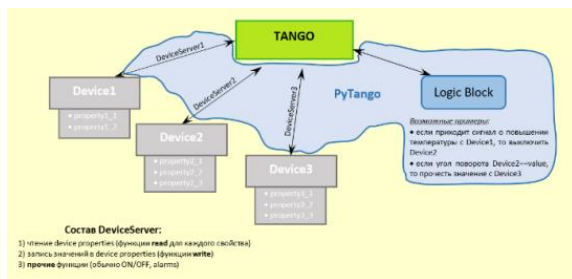 TANGO
DeviceServer1
DeviceServer2
DeviceServer3
Device1
• property1_1
• property1_2
Device2
• property2_1
• property2_2
• property2_3
Device3
• property3_1
• property3_2
• property3_3
PyTango
Logic Block
Возможные примеры:
• если приходит сигнал о повышении
температуры с Device1, то выключить
Device2
• если угол поворота Device2==value,
то прочесть значение с Device3
Состав DeviceServer:
1) чтение device properties (функции read для каждого свойства)
2) запись значений в device properties (функции write)
3) прочие функции (обычно ON/OFF, alarms)